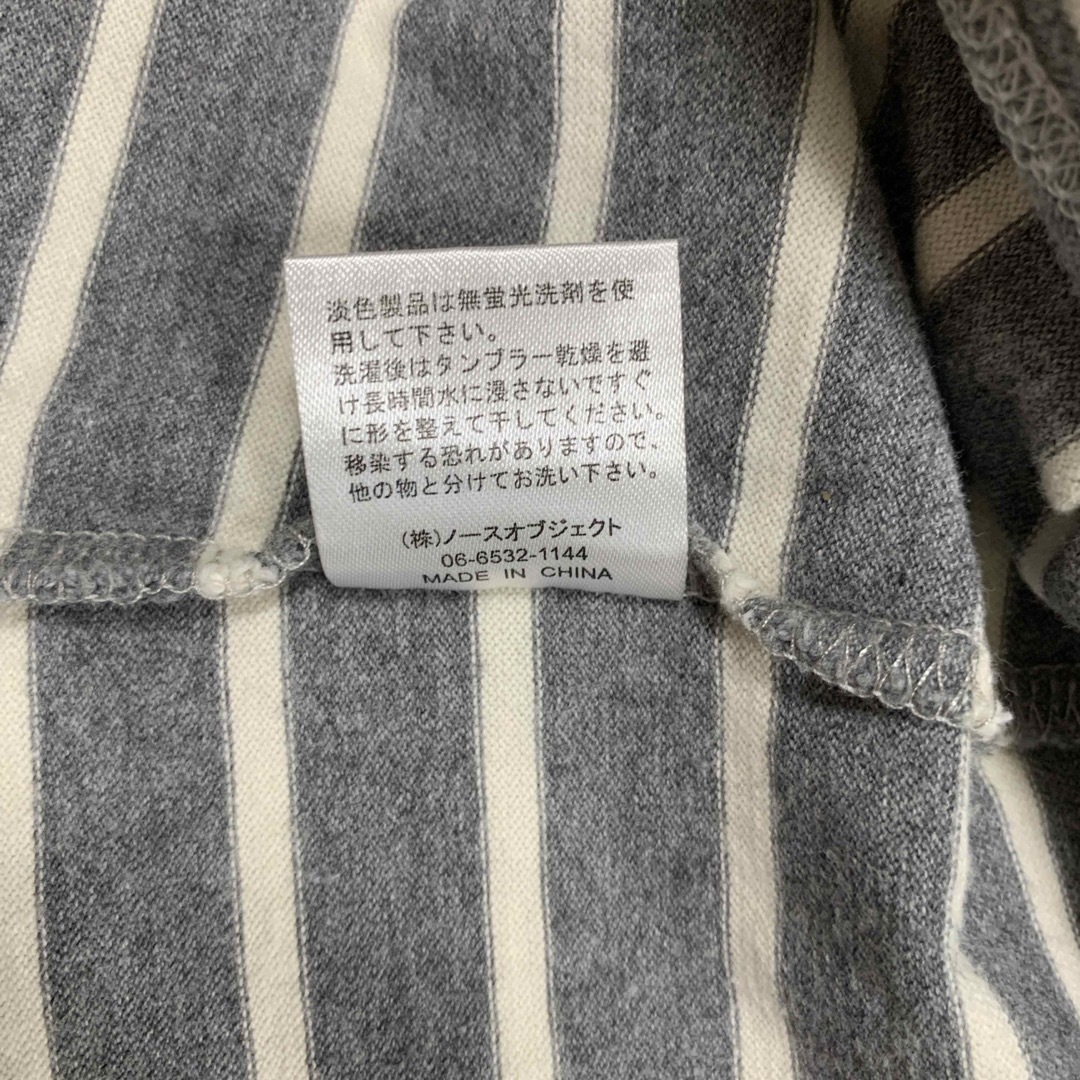 淡色製品は無蛍光洗剤を使
用して下さい。
洗濯後はタンブラー乾燥を避
け長時間水に浸さないですぐ
に形を整えて干してください。
移染する恐れがありますので、
他の物と分けてお洗い下さい。
(株)ノースオブジェクト
06-6532-1144
MADE IN CHINA